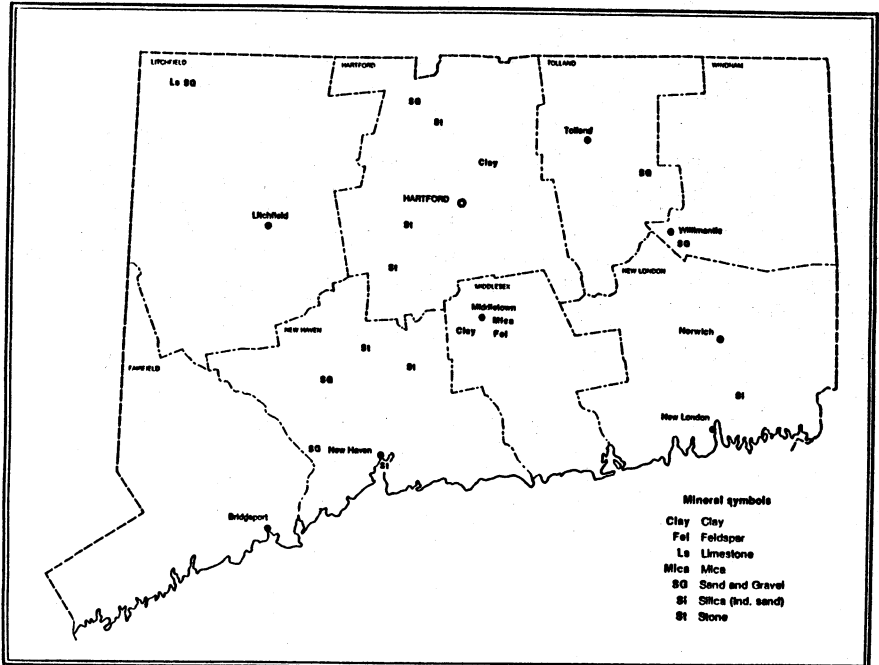 LITCHFIELD
HARTFORD
TOLLAND
WINDHAM
Ls SG
SG
St
Tolland
Clay
SG
HARTFORD
Litchfield
St
Willimantic
SG
St
NEW LONDON
MIDDLESEX
Middletown
Mica
Clay
Fel
NEW HAVEN
Norwich
St
St
FAIRFIELD
SG
Si
New London
SG
New Haven
St
Bridgeport
Mineral symbols
Clay Clay
Fel Feldspar
Ls Limestone
Mica Mica
SG Sand and Gravel
Si Silica (Ind. sand)
St Stone